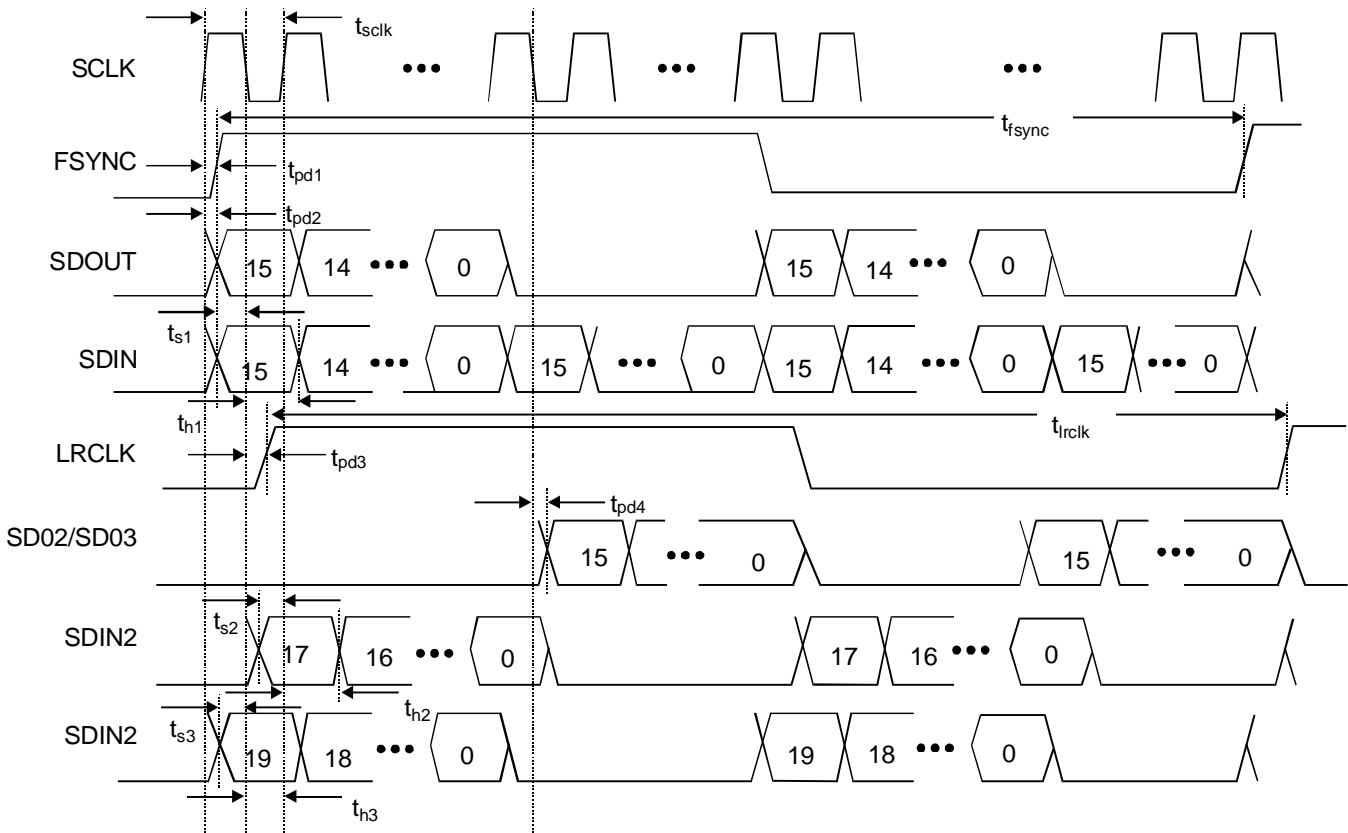 t_sclk
SCLK
t_fsync
FSYNC
t_pd1
t_pd2
SDOUT
15 14 ••• 0 15 14 ••• 0
t_s1
SDIN
15 14 ••• 0 15 ••• 0 15 14 ••• 0 15 ••• 0
t_h1
t_lrclk
LRCLK
t_pd3
t_pd4
SD02/SD03
15 ••• 0 15 ••• 0
t_s2
SDIN2
17 16 ••• 0 17 16 ••• 0
t_h2
t_s3
SDIN2
19 18 ••• 0 19 18 ••• 0
t_h3